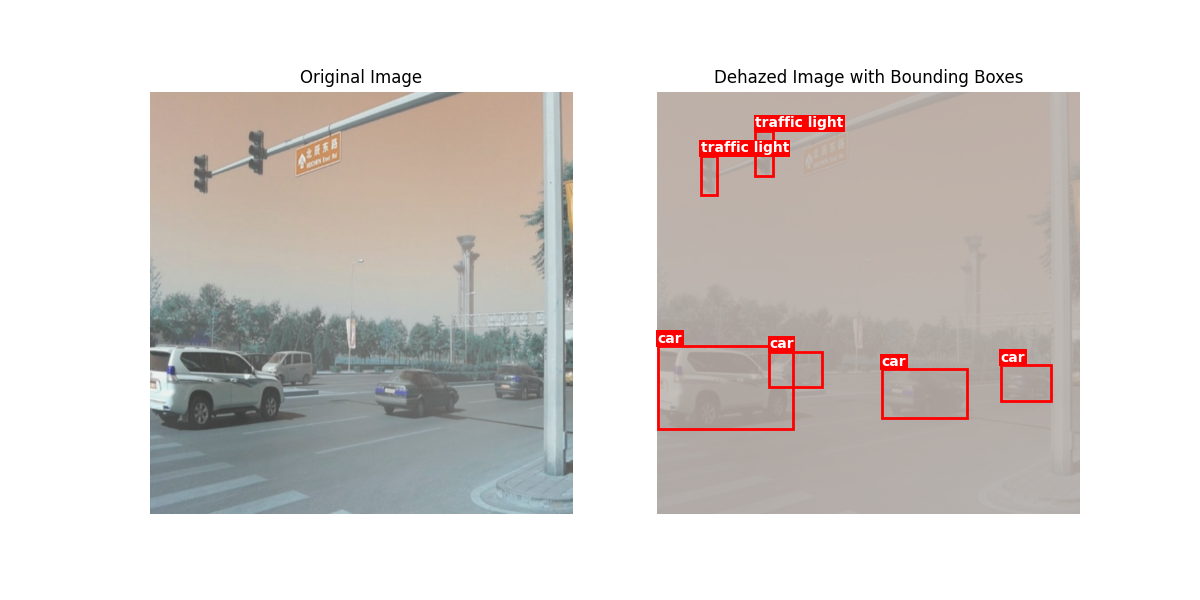 Original Image
Dehazed Image with Bounding Boxes
traffic light
traffic light
car
car
car
car